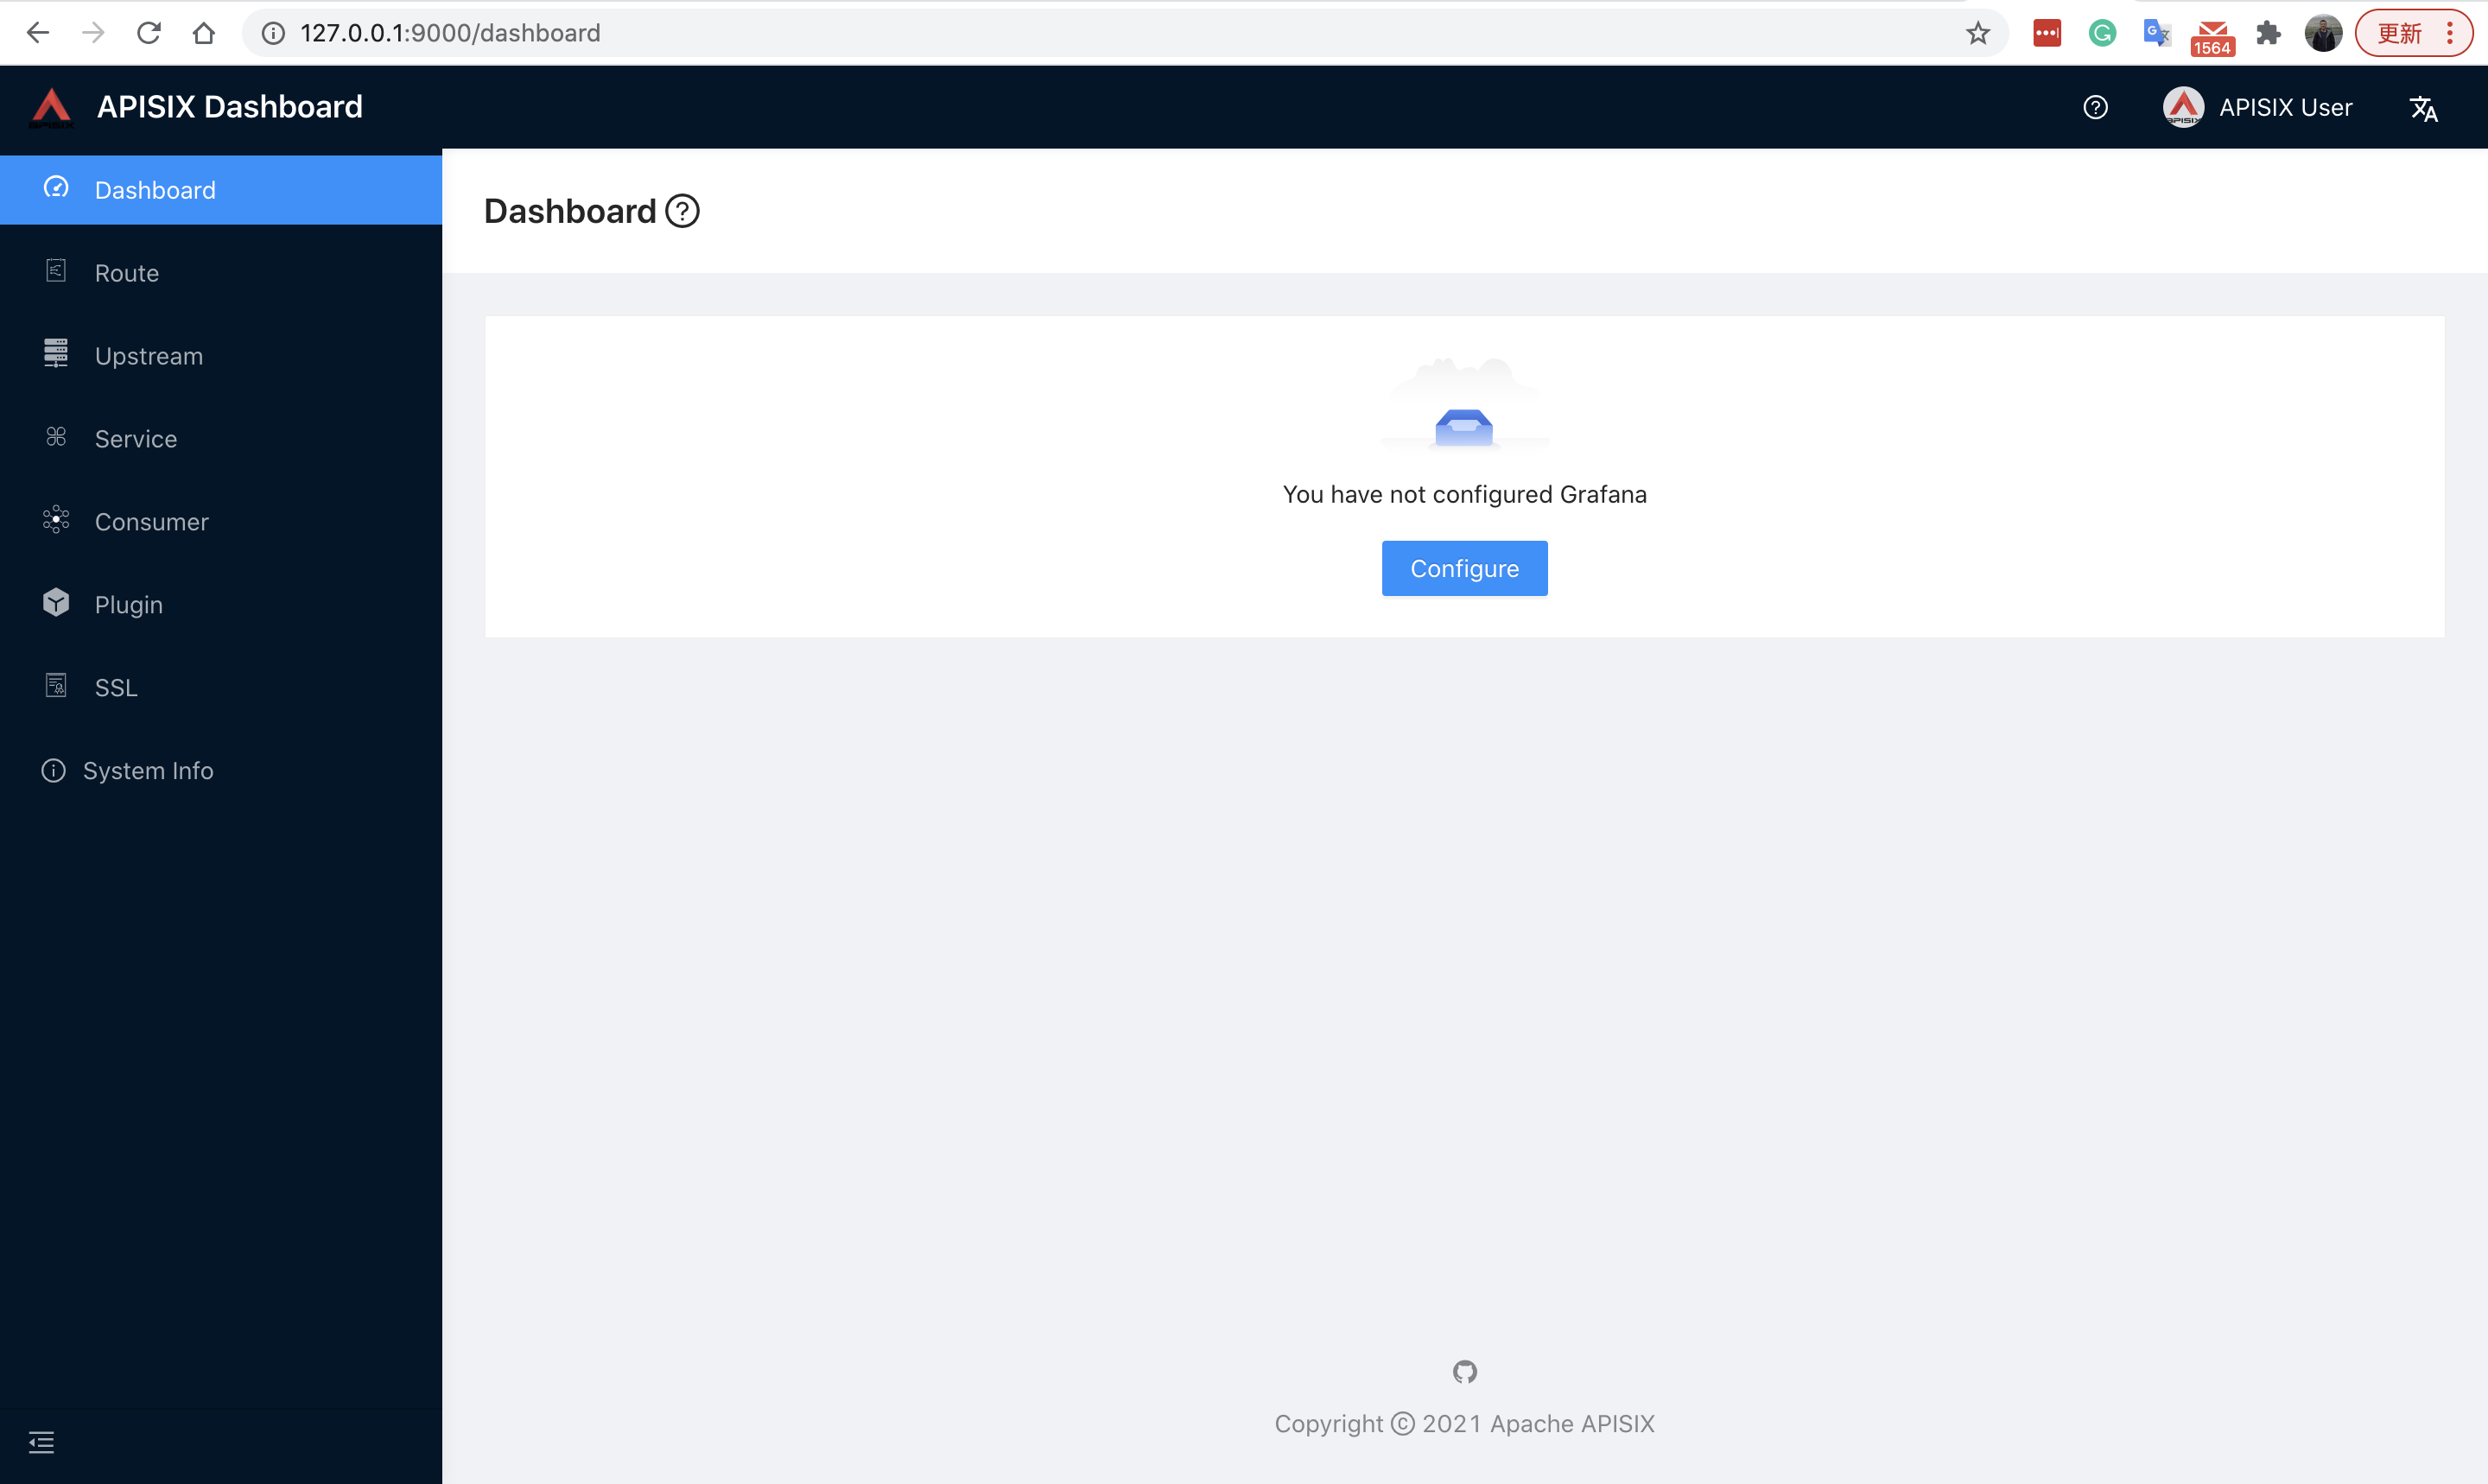 127.0.0.1:9000/dashboard
1564
更新
APISIX Dashboard
APISIX User
Dashboard
Route
Upstream
Service
Consumer
Plugin
SSL
System Info
Dashboard
You have not configured Grafana
Configure
Copyright © 2021 Apache APISIX